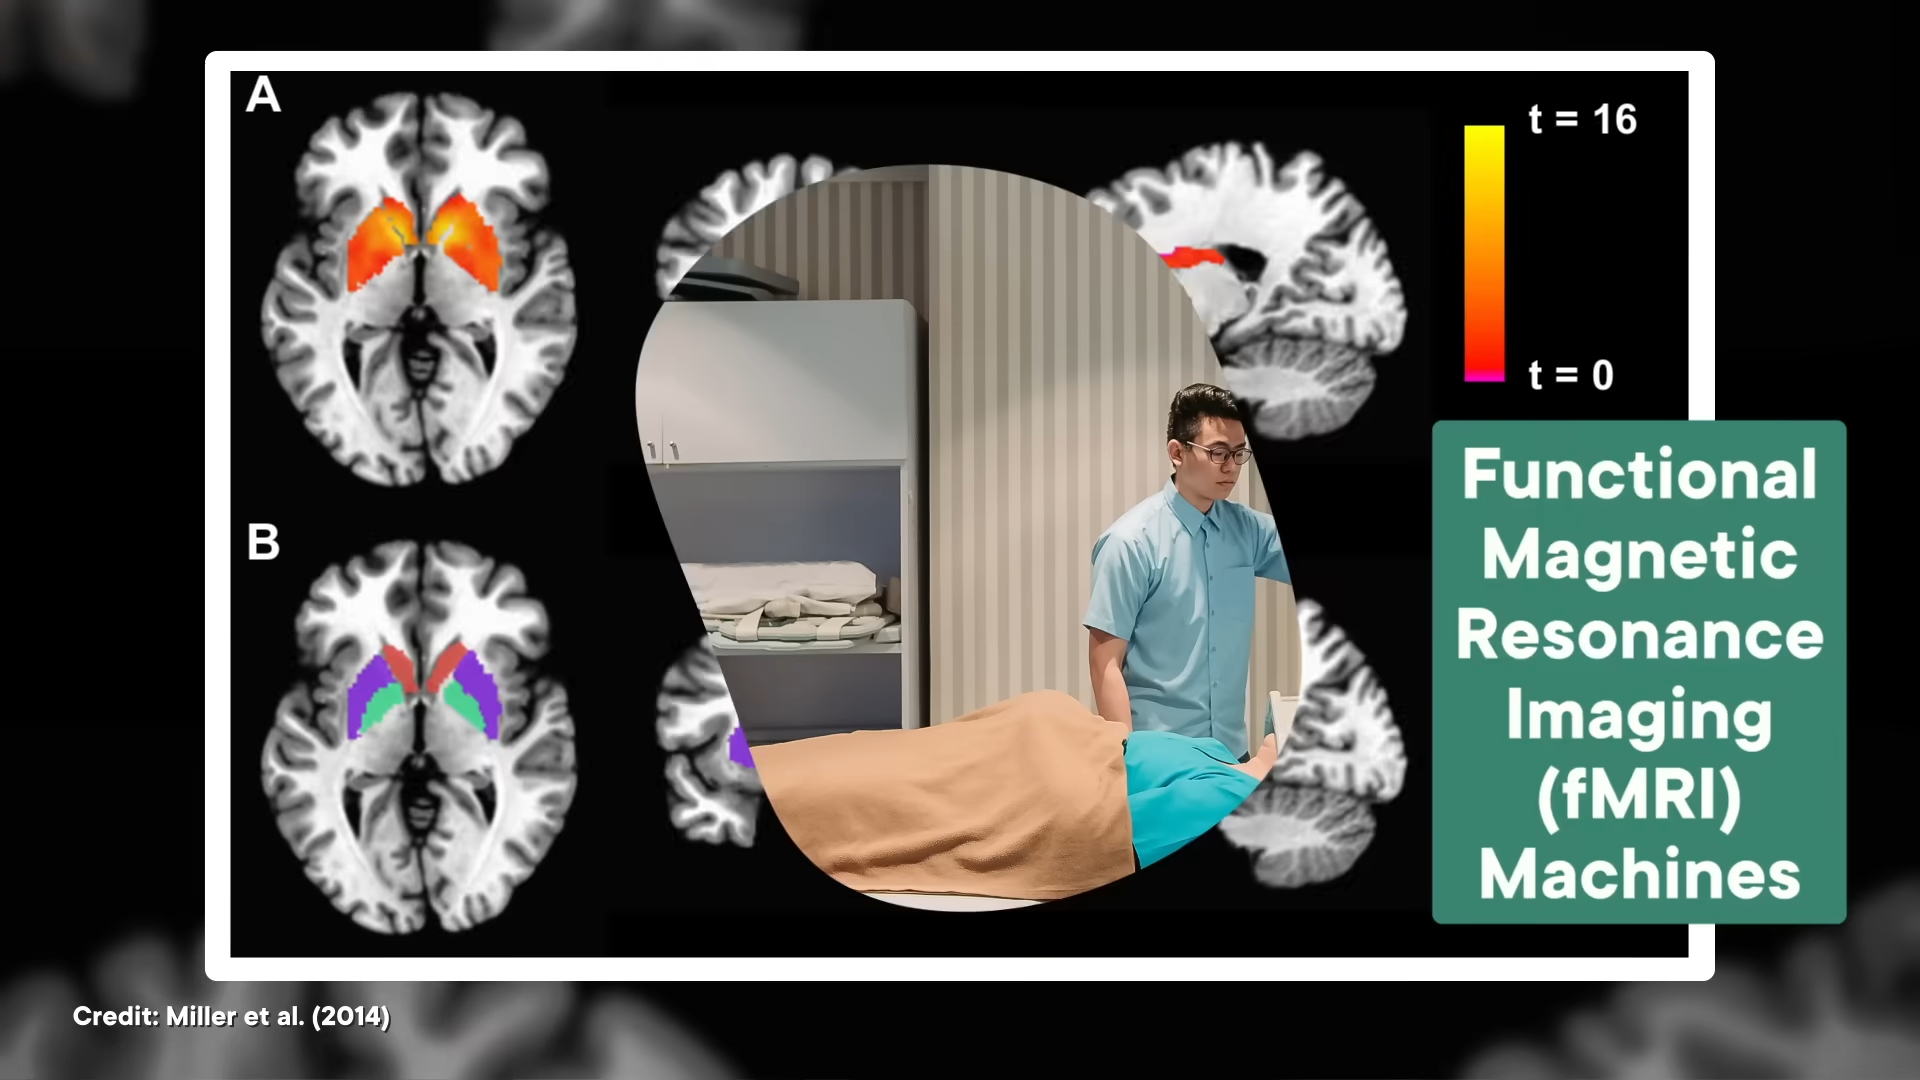 A
t = 16
t = 0
B
Functional
Magnetic
Resonance
Imaging
(fMRI)
Machines
Credit: Miller et al. (2014)